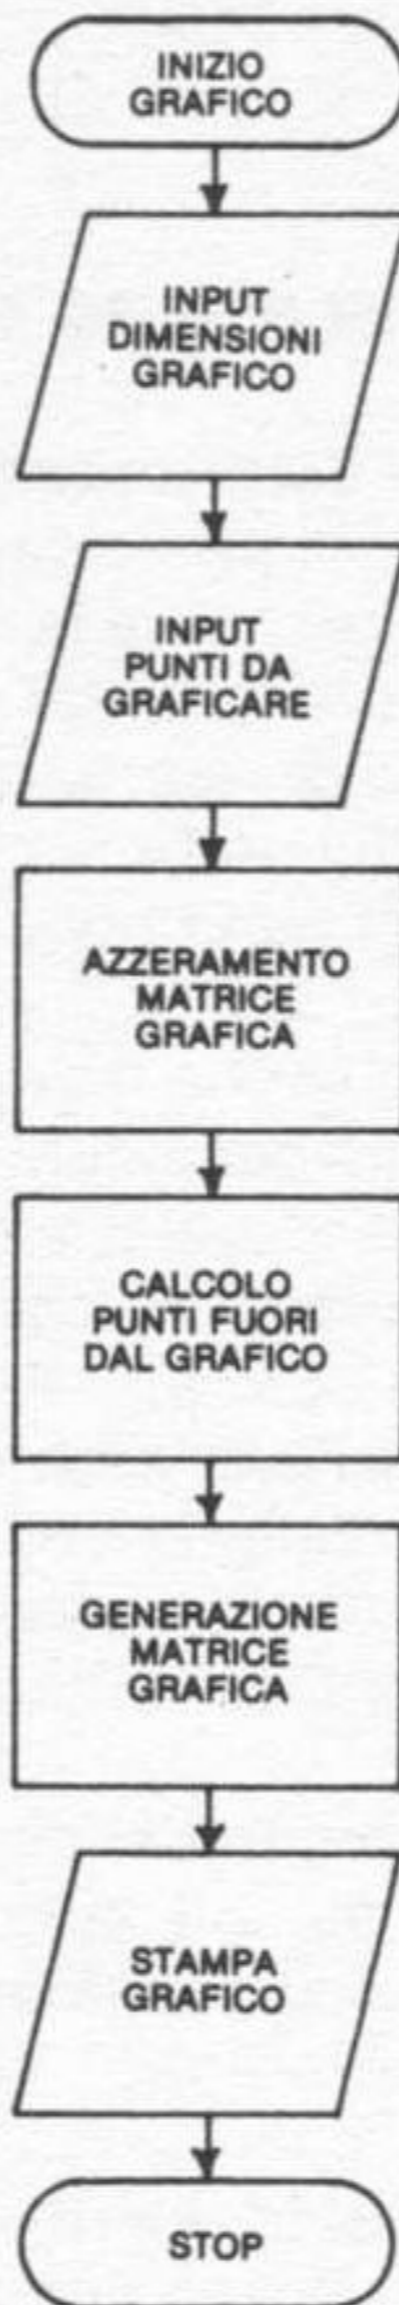 INIZIO
GRAFICO
INPUT
DIMENSIONI
GRAFICO
INPUT
PUNTI DA
GRAFICARE
AZZERAMENTO
MATRICE
GRAFICA
CALCOLO
PUNTI FUORI
DAL GRAFICO
GENERAZIONE
MATRICE
GRAFICA
STAMPA
GRAFICO
STOP